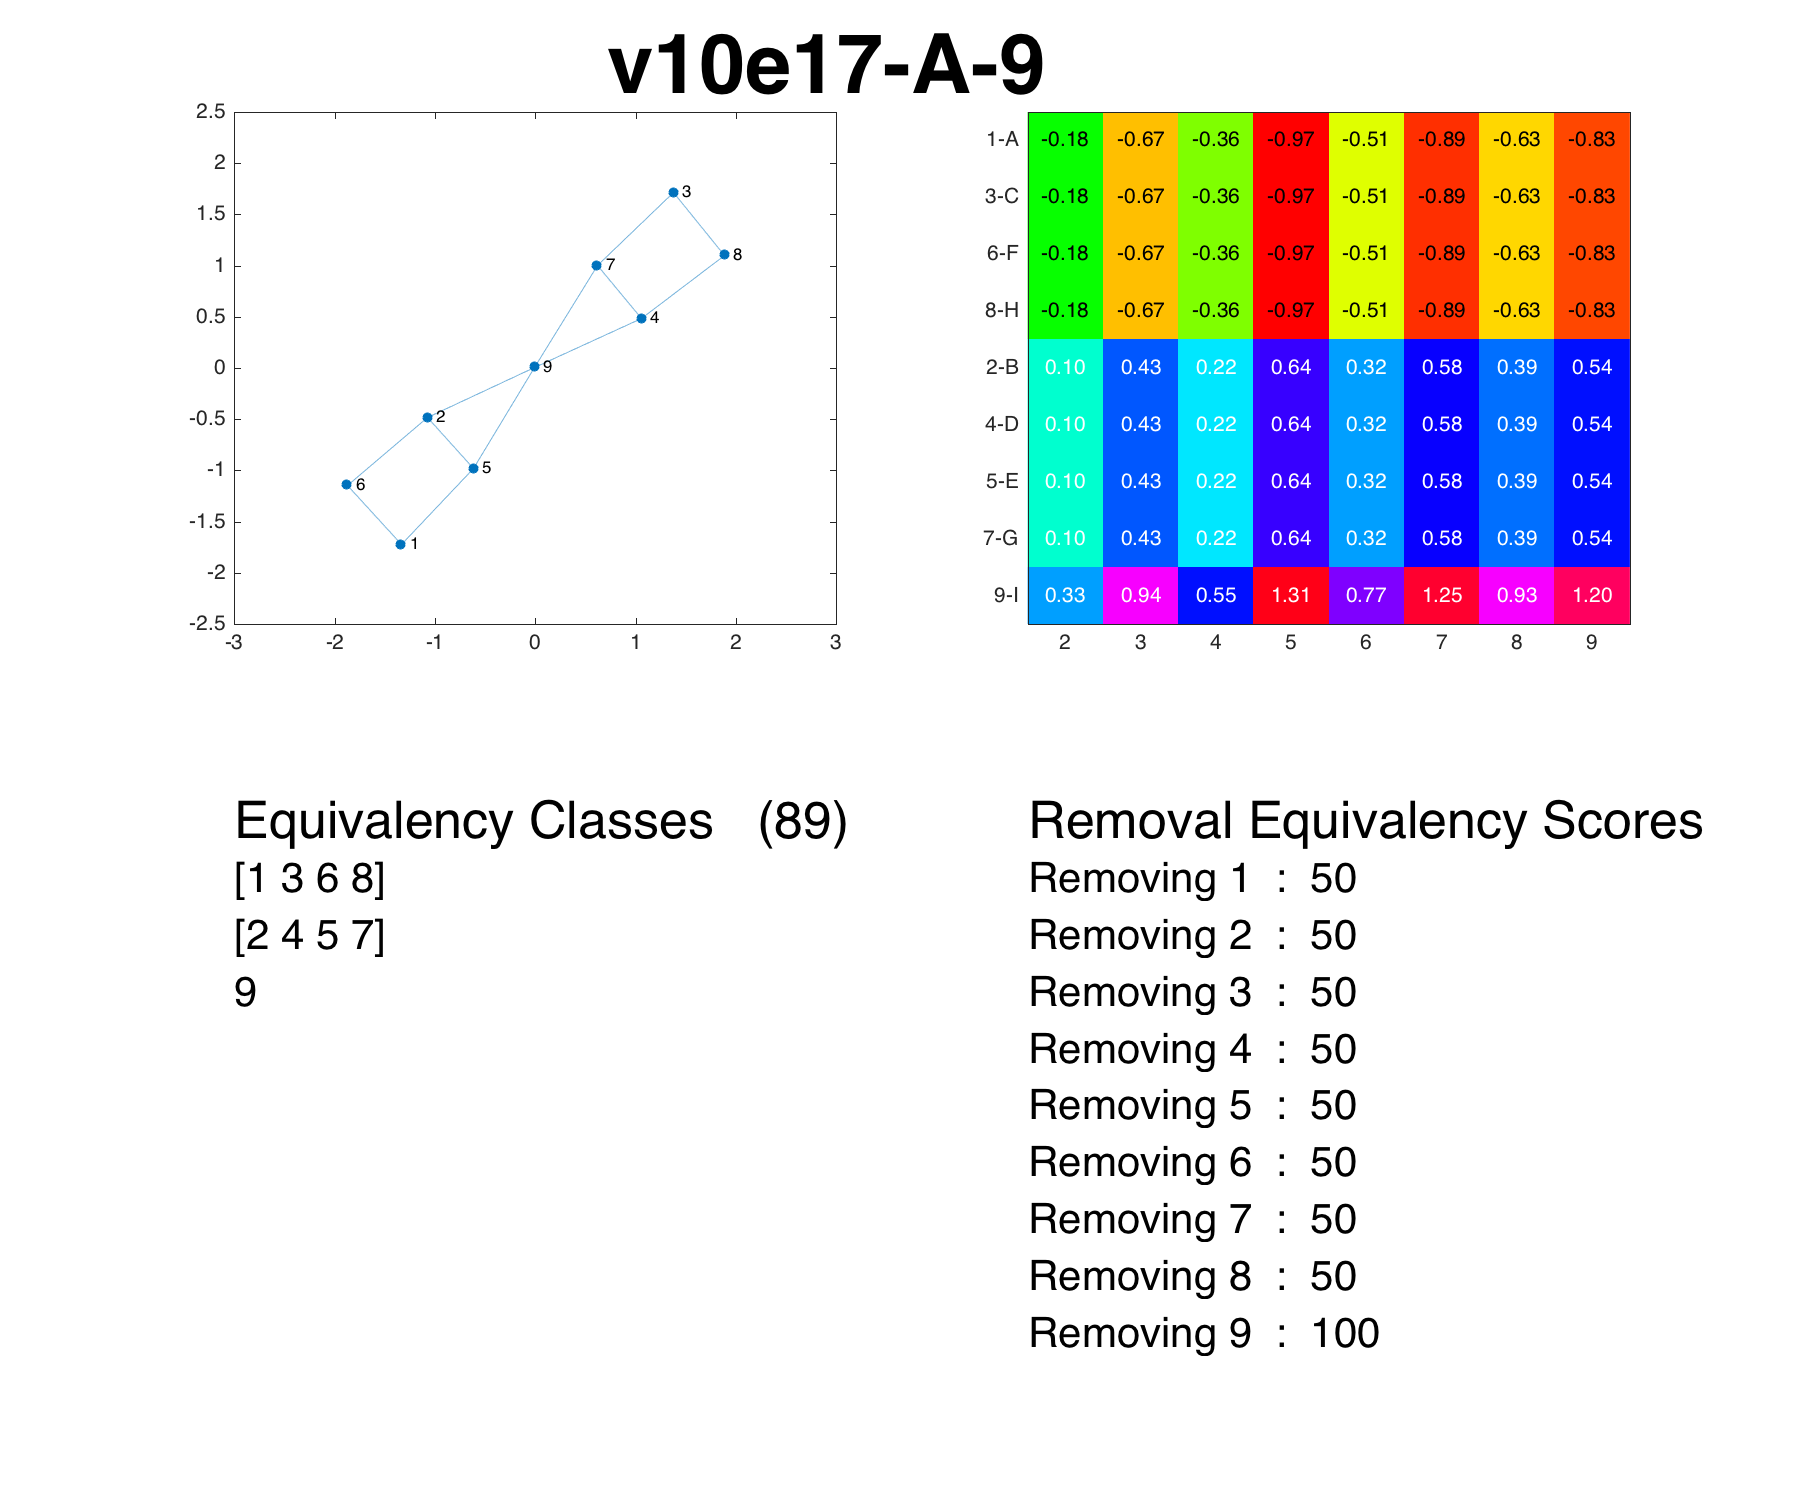 v10e17-A-9
2.5
2
1.5
1
0.5
0
-0.5
-1
-1.5
-2
-2.5
-3 -2 -1 0 1 2 3
3
8
7
4
9
2
5
6
1
1-A -0.18 -0.67 -0.36 -0.97 -0.51 -0.89 -0.63 -0.83
3-C -0.18 -0.67 -0.36 -0.97 -0.51 -0.89 -0.63 -0.83
6-F -0.18 -0.67 -0.36 -0.97 -0.51 -0.89 -0.63 -0.83
8-H -0.18 -0.67 -0.36 -0.97 -0.51 -0.89 -0.63 -0.83
2-B 0.10 0.43 0.22 0.64 0.32 0.58 0.39 0.54
4-D 0.10 0.43 0.22 0.64 0.32 0.58 0.39 0.54
5-E 0.10 0.43 0.22 0.64 0.32 0.58 0.39 0.54
7-G 0.10 0.43 0.22 0.64 0.32 0.58 0.39 0.54
9-I 0.33 0.94 0.55 1.31 0.77 1.25 0.93 1.20
2 3 4 5 6 7 8 9
Equivalency Classes (89)
[1 3 6 8]
[2 4 5 7]
9
Removal Equivalency Scores
Removing 1 : 50
Removing 2 : 50
Removing 3 : 50
Removing 4 : 50
Removing 5 : 50
Removing 6 : 50
Removing 7 : 50
Removing 8 : 50
Removing 9 : 100